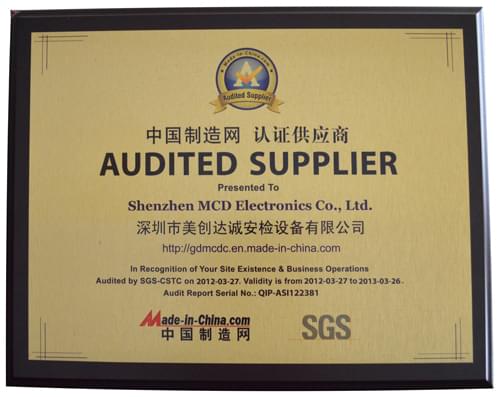 Made-in-China.com
Audited Supplier
中国制造网 认证供应商
AUDITED SUPPLIER
Presented To
Shenzhen MCD Electronics Co., Ltd.
深圳市美创达诚安检设备有限公司
http://gdmcdc.en.made-in-china.com/
In Recognition of Your Site Existence & Business Operations
Audited by SGS-CSTC on 2012-03-27. Validity is from 2012-03-27 to 2013-03-26.
Audit Report Serial No.: QIP-ASI122381
Made-in-China.com
中国制造网
SGS